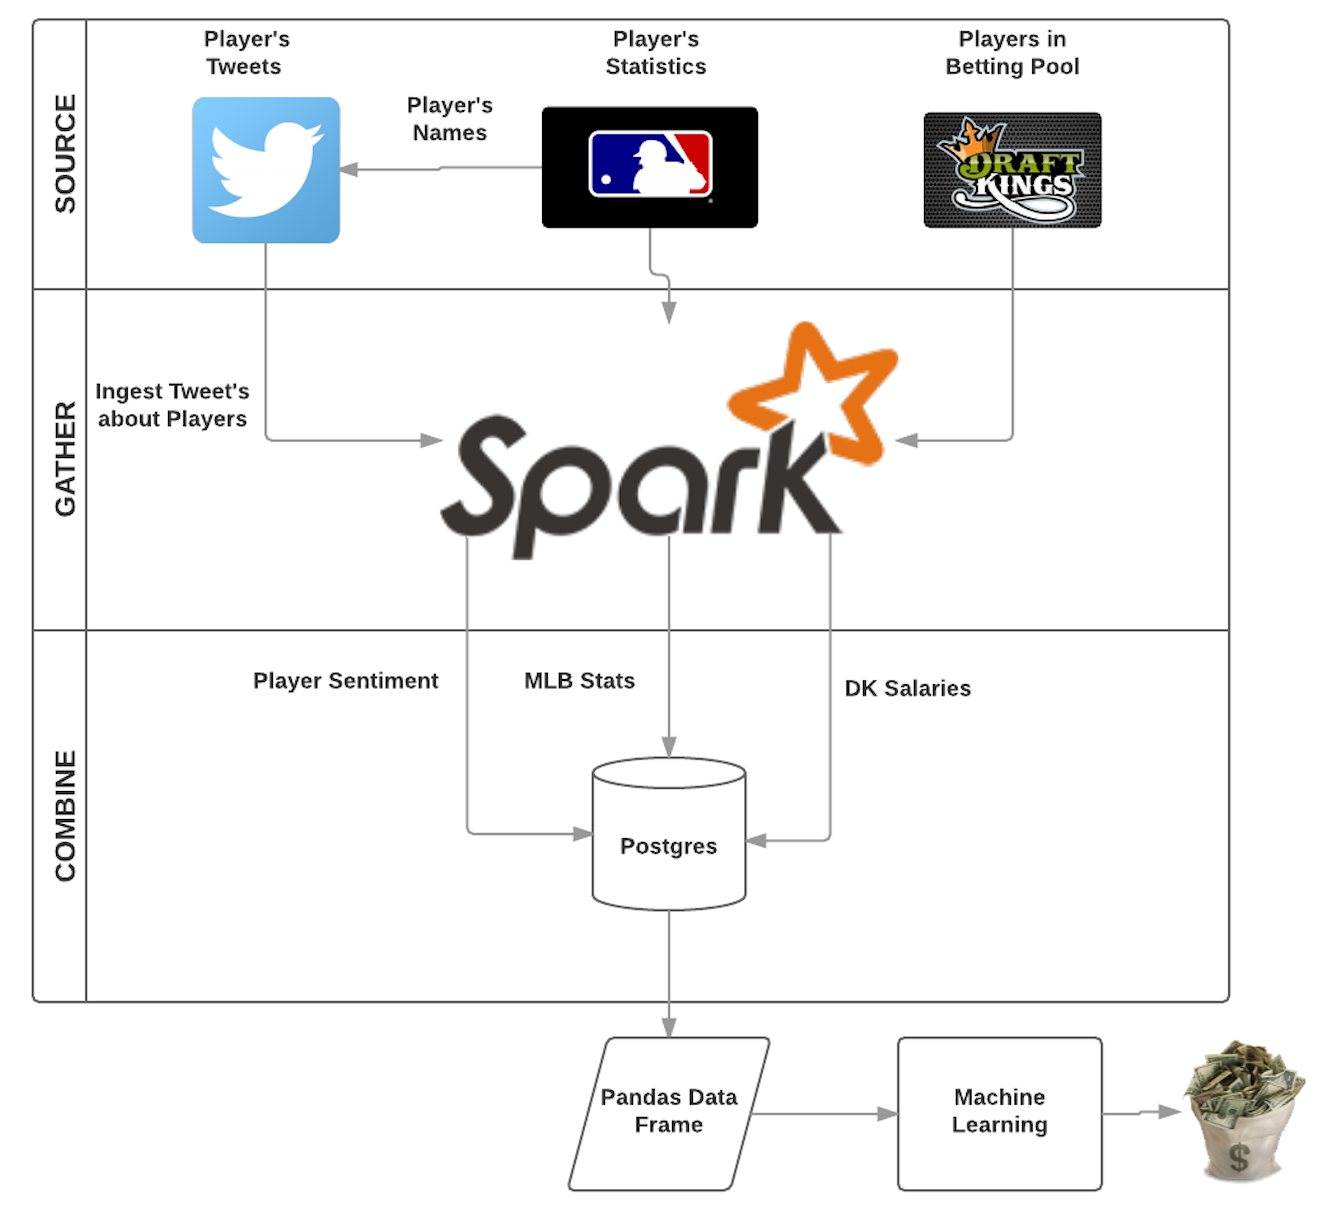 Player's
Tweets
Player's
Statistics
Players in
Betting Pool
SOURCE
Player's
Names
DRAFT
KINGS
GATHER
Ingest Tweet's
about Players
Spark
COMBINE
Player Sentiment
MLB Stats
DK Salaries
Postgres
Pandas Data
Frame
Machine
Learning
$